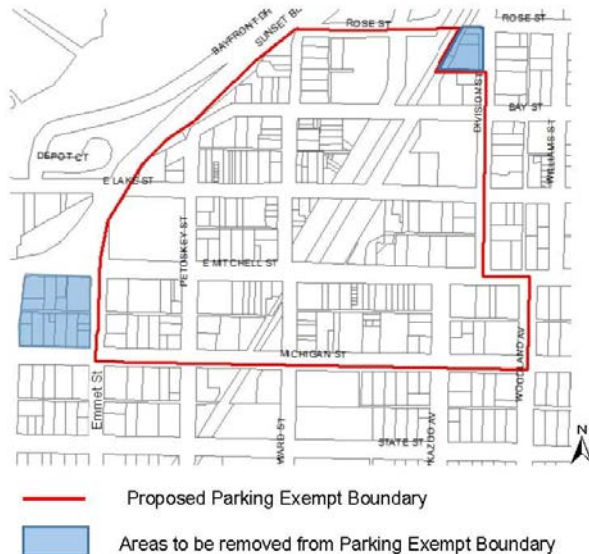 ROSE ST
ROSE ST
BAYFRONT DR
DIVISION ST
BAY ST
WILLIAMS ST
DEPOT CT
E LAKE ST
PETOSKEY ST
E MITCHELL ST
MICHIGAN ST
WOODLAND AV
Emmet St
WARD ST
STATE ST
KAZOO AV
N
Proposed Parking Exempt Boundary
Areas to be removed from Parking Exempt Boundary